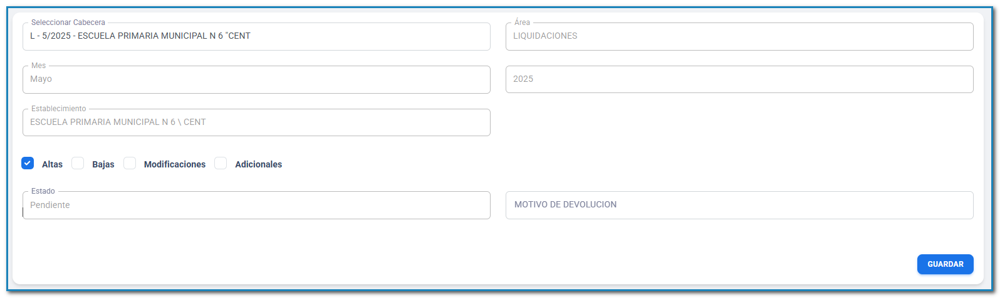 Seleccionar Cabecera
L - 5/2025 - ESCUELA PRIMARIA MUNICIPAL N 6 "CENT
Área
LIQUIDACIONES
Mes
Mayo
2025
Establecimiento
ESCUELA PRIMARIA MUNICIPAL N 6 \ CENT
Altas Bajas Modificaciones Adicionales
Estado
Pendiente
MOTIVO DE DEVOLUCION
GUARDAR